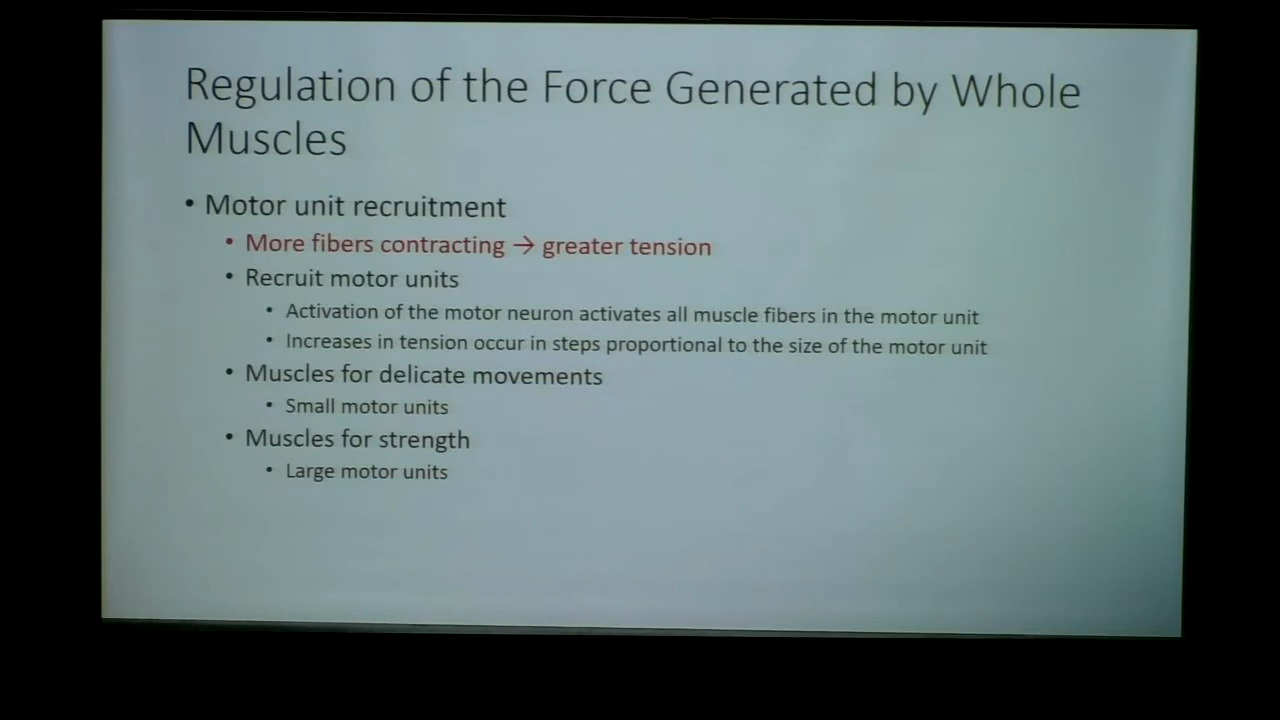 Regulation of the Force Generated by Whole
Muscles
• Motor unit recruitment
• More fibers contracting → greater tension
• Recruit motor units
• Activation of the motor neuron activates all muscle fibers in the motor unit
• Increases in tension occur in steps proportional to the size of the motor unit
• Muscles for delicate movements
• Small motor units
• Muscles for strength
• Large motor units